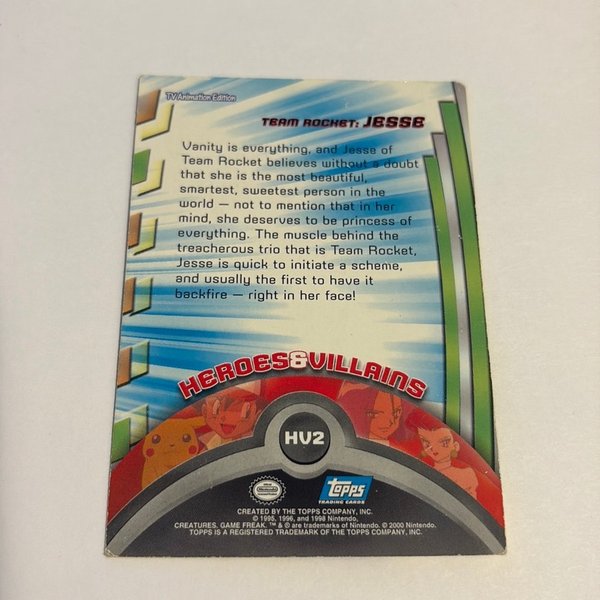 TV Animation Edition
TEAM ROCKET: JESSE
Vanity is everything, and Jesse of
Team Rocket believes without a doubt
that she is the most beautiful,
smartest, sweetest person in the
world — not to mention that in her
mind, she deserves to be princess of
everything. The muscle behind the
treacherous trio that is Team Rocket,
Jesse is quick to initiate a scheme,
and usually the first to have it
backfire — right in her face!
HEROES & VILLAINS
HV2
Nintendo
Topps
TRADING CARDS
CREATED BY THE TOPPS COMPANY, INC.
© 1995, 1996, and 1998 Nintendo,
CREATURES, GAME FREAK. ™ & ® are trademarks of Nintendo. © 2000 Nintendo.
TOPPS IS A REGISTERED TRADEMARK OF THE TOPPS COMPANY, INC.